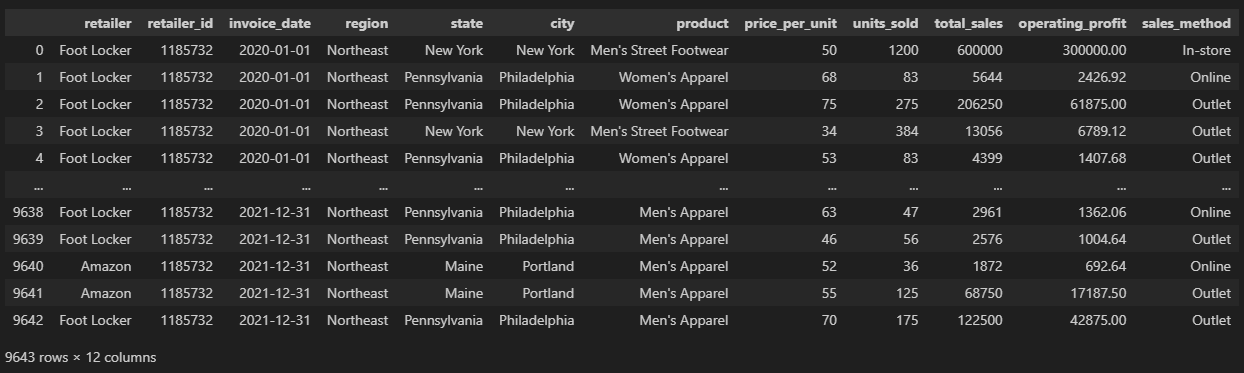 retailer retailer_id invoice_date region state city product price_per_unit units_sold total_sales operating_profit sales_method
0 Foot Locker 1185732 2020-01-01 Northeast New York New York Men's Street Footwear 50 1200 600000 300000.00 In-store
1 Foot Locker 1185732 2020-01-01 Northeast Pennsylvania Philadelphia Women's Apparel 68 83 5644 2426.92 Online
2 Foot Locker 1185732 2020-01-01 Northeast Pennsylvania Philadelphia Women's Apparel 75 275 206250 61875.00 Outlet
3 Foot Locker 1185732 2020-01-01 Northeast New York New York Men's Street Footwear 34 384 13056 6789.12 Outlet
4 Foot Locker 1185732 2020-01-01 Northeast Pennsylvania Philadelphia Women's Apparel 53 83 4399 1407.68 Outlet
... ... ... ... ... ... ... ... ... ... ... ... ...
9638 Foot Locker 1185732 2021-12-31 Northeast Pennsylvania Philadelphia Men's Apparel 63 47 2961 1362.06 Online
9639 Foot Locker 1185732 2021-12-31 Northeast Pennsylvania Philadelphia Men's Apparel 46 56 2576 1004.64 Outlet
9640 Amazon 1185732 2021-12-31 Northeast Maine Portland Men's Apparel 52 36 1872 692.64 Online
9641 Amazon 1185732 2021-12-31 Northeast Maine Portland Men's Apparel 55 125 68750 17187.50 Outlet
9642 Foot Locker 1185732 2021-12-31 Northeast Pennsylvania Philadelphia Men's Apparel 70 175 122500 42875.00 Outlet
9643 rows × 12 columns